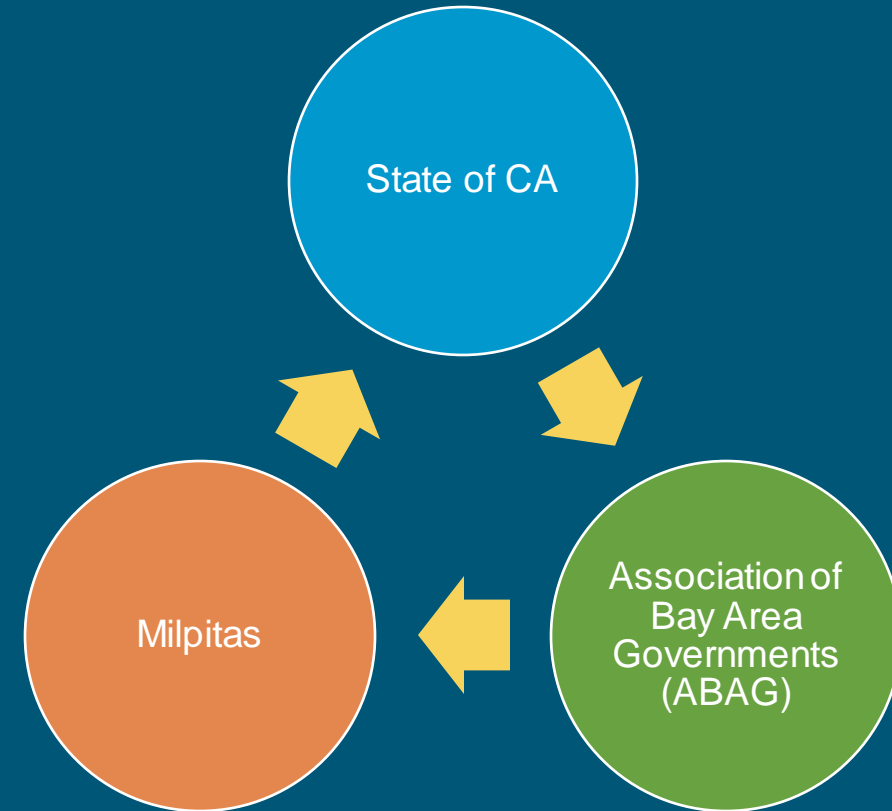 State of CA
Milpitas
Association of
Bay Area
Governments
(ABAG)